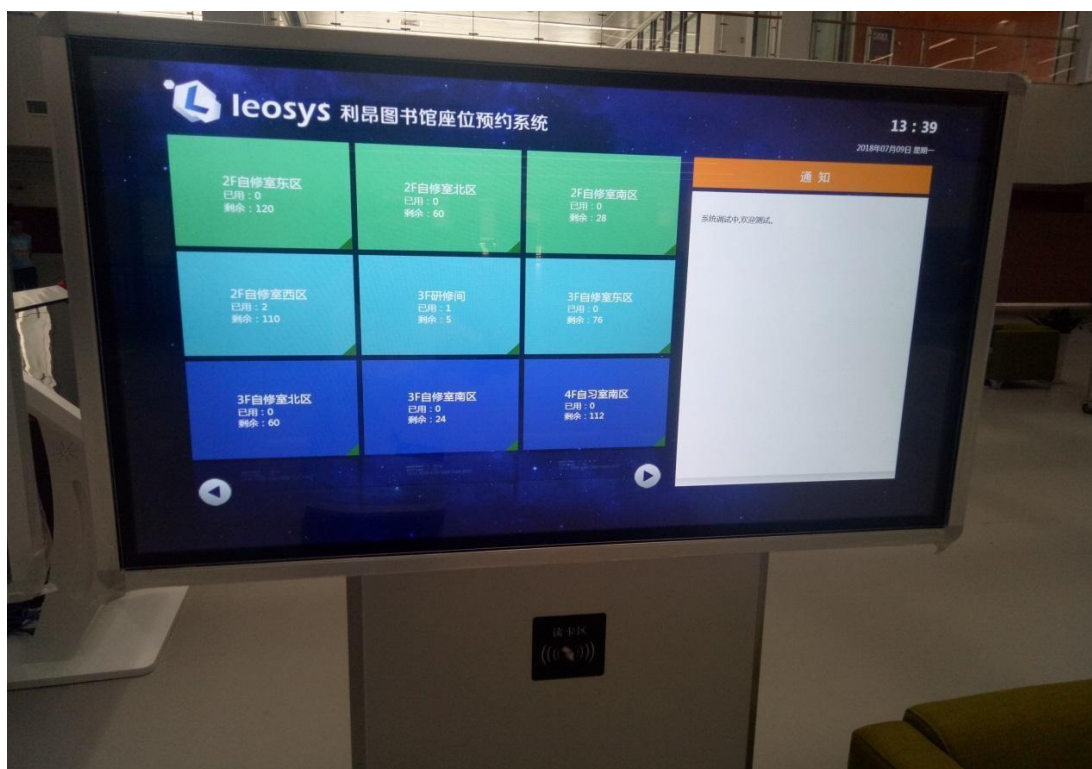 leosys 利昂图书馆座位预约系统
13：39
2018年07月09日 星期一
2F自修室东区
已用：0
剩余：120
2F自修室北区
已用：0
剩余：60
2F自修室南区
已用：0
剩余：28
2F自修室西区
已用：2
剩余：110
3F研修间
已用：1
剩余：5
3F自修室东区
已用：0
剩余：76
3F自修室北区
已用：0
剩余：60
3F自修室南区
已用：0
剩余：24
4F自习室南区
已用：0
剩余：112
通知
系统调试中,欢迎测试。
读卡区